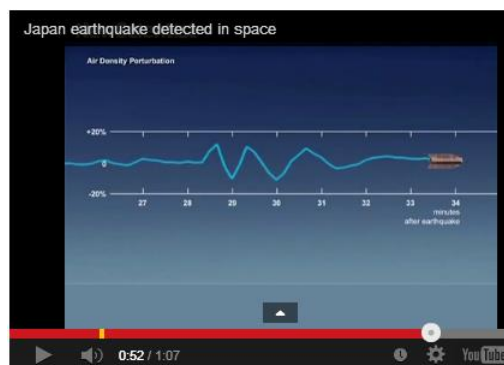 Japan earthquake detected in space
Air Density Perturbation
+20%
0
-20%
27 28 29 30 31 32 33 34
minutes
after earthquake
0:52 / 1:07
YouTube